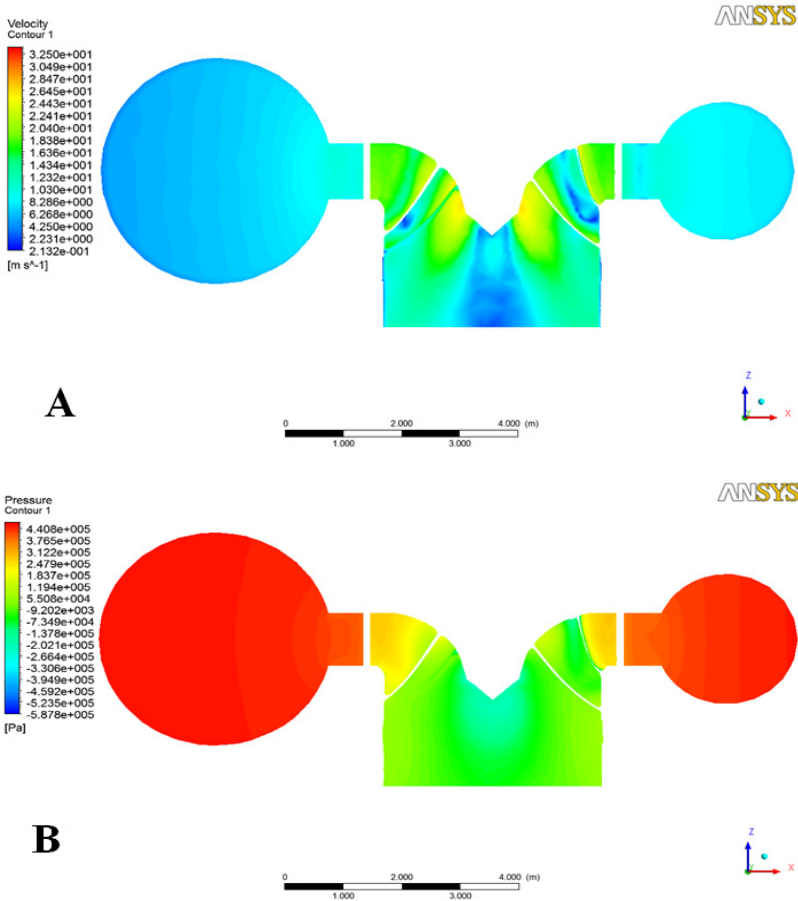 ANSYS
Velocity
Contour 1
3.250e+001
3.049e+001
2.847e+001
2.645e+001
2.443e+001
2.241e+001
2.040e+001
1.838e+001
1.636e+001
1.434e+001
1.232e+001
1.030e+001
8.286e+000
6.268e+000
4.250e+000
2.231e+000
2.132e-001
[m s^-1]
A
0 2.000 4.000 (m)
1.000 3.000
Z
Y X
ANSYS
Pressure
Contour 1
4.408e+005
3.765e+005
3.122e+005
2.479e+005
1.837e+005
1.194e+005
5.508e+004
-9.202e+003
-7.349e+004
-1.378e+005
-2.021e+005
-2.664e+005
-3.306e+005
-3.949e+005
-4.592e+005
-5.235e+005
-5.878e+005
[Pa]
B
0 2.000 4.000 (m)
1.000 3.000
Z
Y X